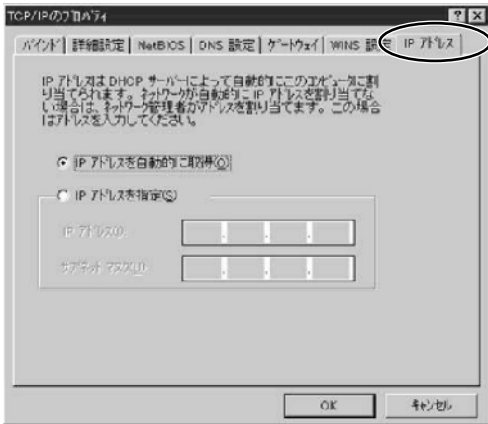 TCP/IPのプロパティ
バインド 詳細設定 NetBIOS DNS 設定 ゲートウェイ WINS 設定 IP アドレス
IP アドレスは DHCP サーバーによって自動的にこのコンピュータに割
り当てられます。ネットワークが自動的に IP アドレスを割り当てな
い場合は、ネットワーク管理者がアドレスを割り当てます。この場合
はアドレスを入力してください。
IP アドレスを自動的に取得(O)
IP アドレスを指定(S)
IP アドレス(I):
サブネット マスク(U):
OK キャンセル